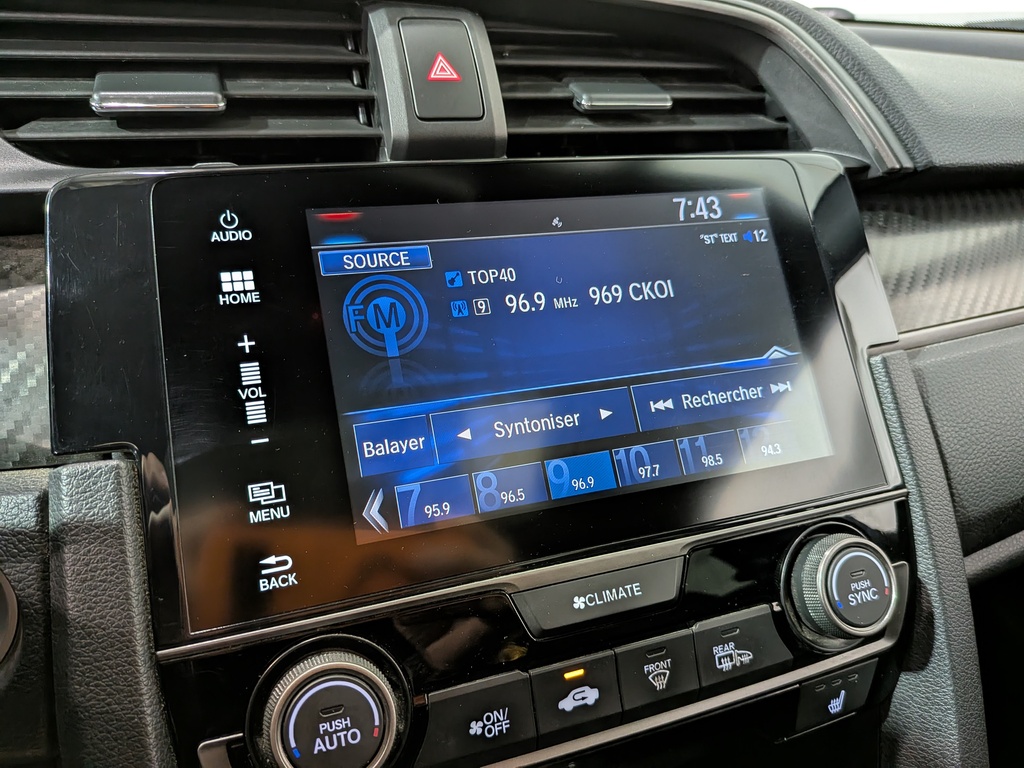 AUDIO
HOME
+
VOL
−
MENU
BACK
7:43
"ST" TEXT 12
SOURCE
FM
TOP40
9 96.9 MHz 969 CKOI
Balayer
Syntoniser
Rechercher
7 95.9
8 96.5
9 96.9
10 97.7
11 98.5
12 94.3
CLIMATE
PUSH
SYNC
PUSH
AUTO
ON/
OFF
FRONT
REAR